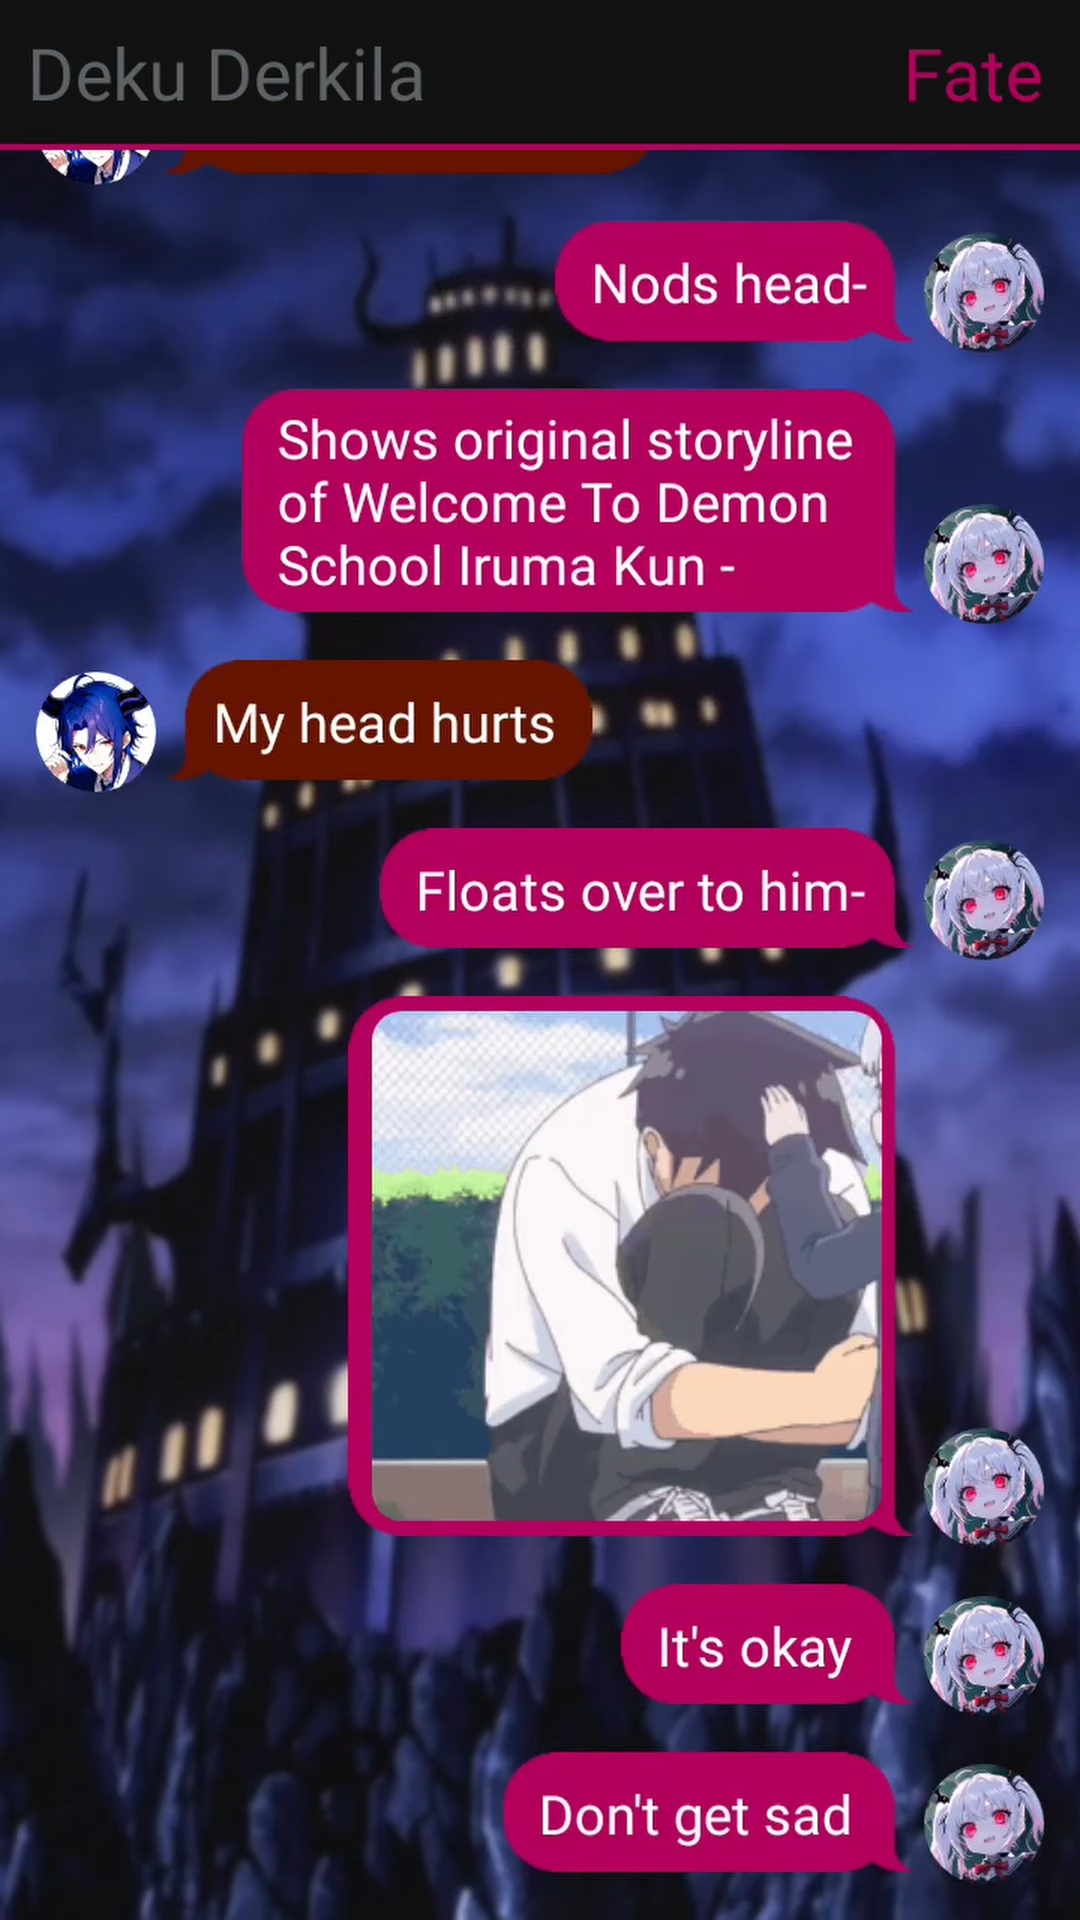 Deku Derkila
Fate
Nods head-
Shows original storyline
of Welcome To Demon
School Iruma Kun -
My head hurts
Floats over to him-
It's okay
Don't get sad